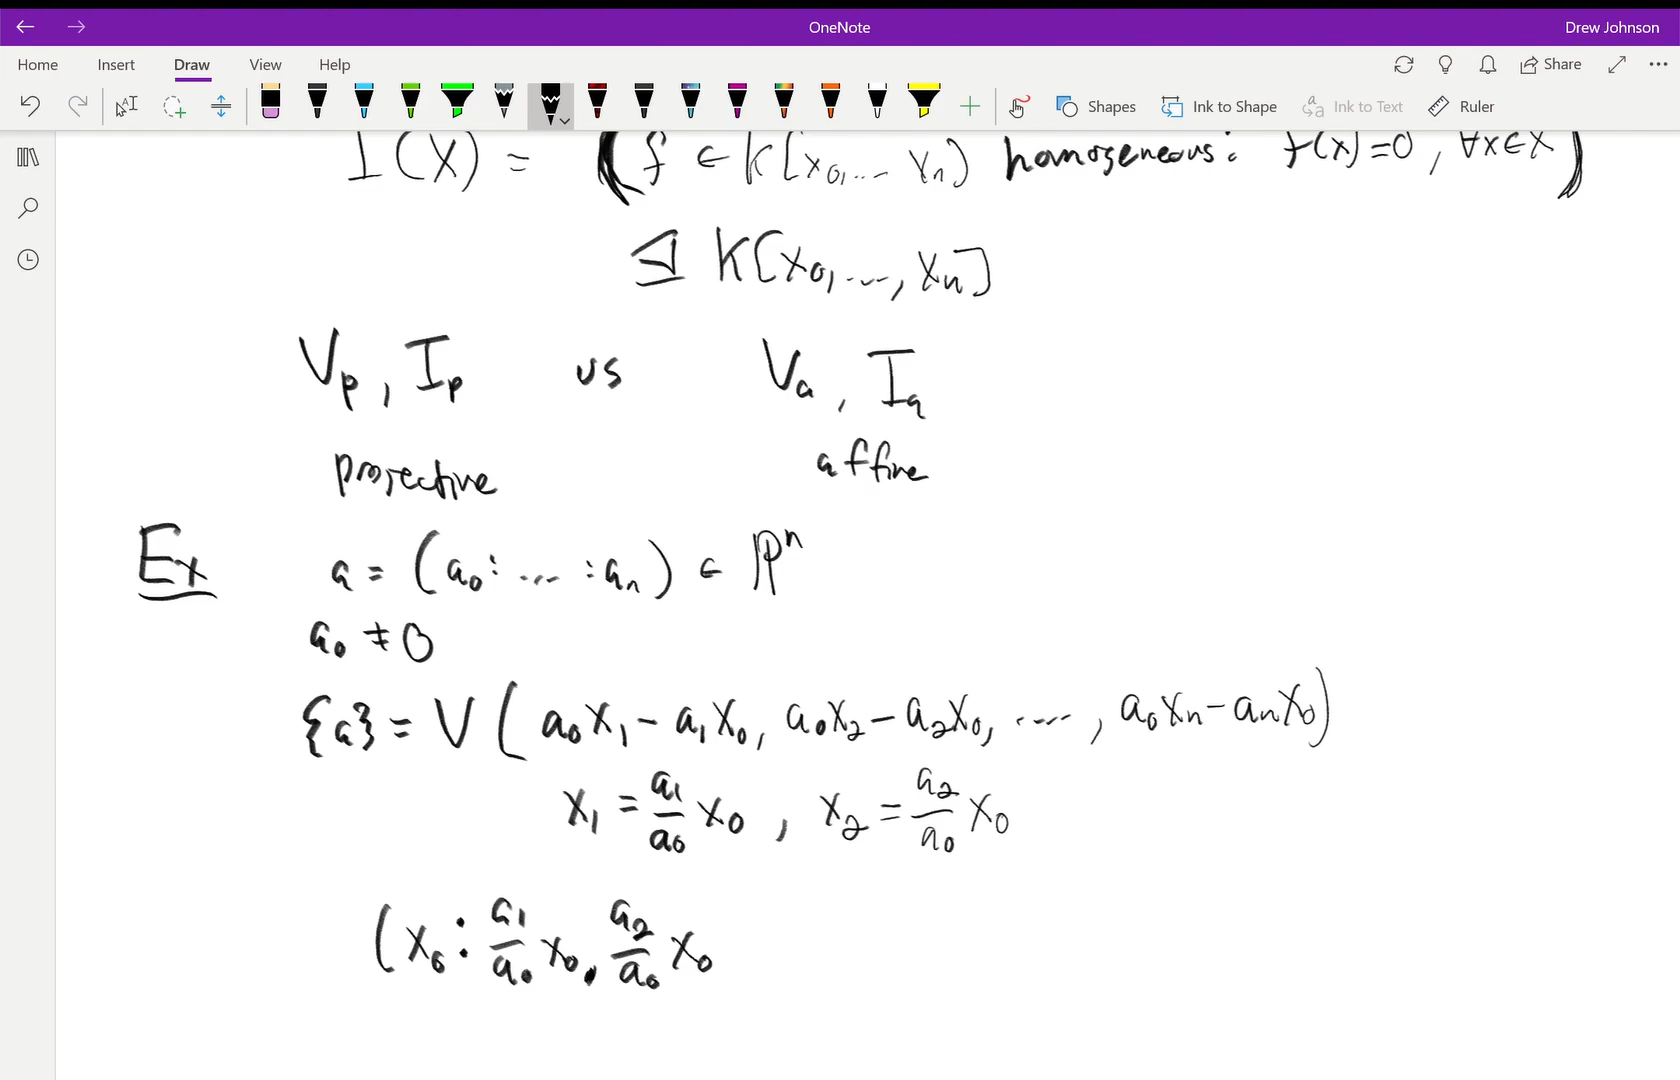 OneNote
Drew Johnson
Home Insert Draw View Help
Share
Shapes Ink to Shape Ink to Text Ruler
I(X) = (f ∈ K[x₀,... xₙ] homogeneous: f(x)=0, ∀x∈X)
⊴ K[x₀,...,xₙ]
Vₚ, Iₚ vs Vₐ, Iₐ
projective affine
Ex a = (a₀: ... :aₙ) ∈ ℙⁿ
a₀ ≠ 0
{a} = V(a₀x₁ - a₁x₀, a₀x₂ - a₂x₀, ...., a₀xₙ - aₙx₀)
x₁ = a₁/a₀ x₀, x₂ = a₂/a₀ x₀
(x₀: a₁/a₀ x₀, a₂/a₀ x₀